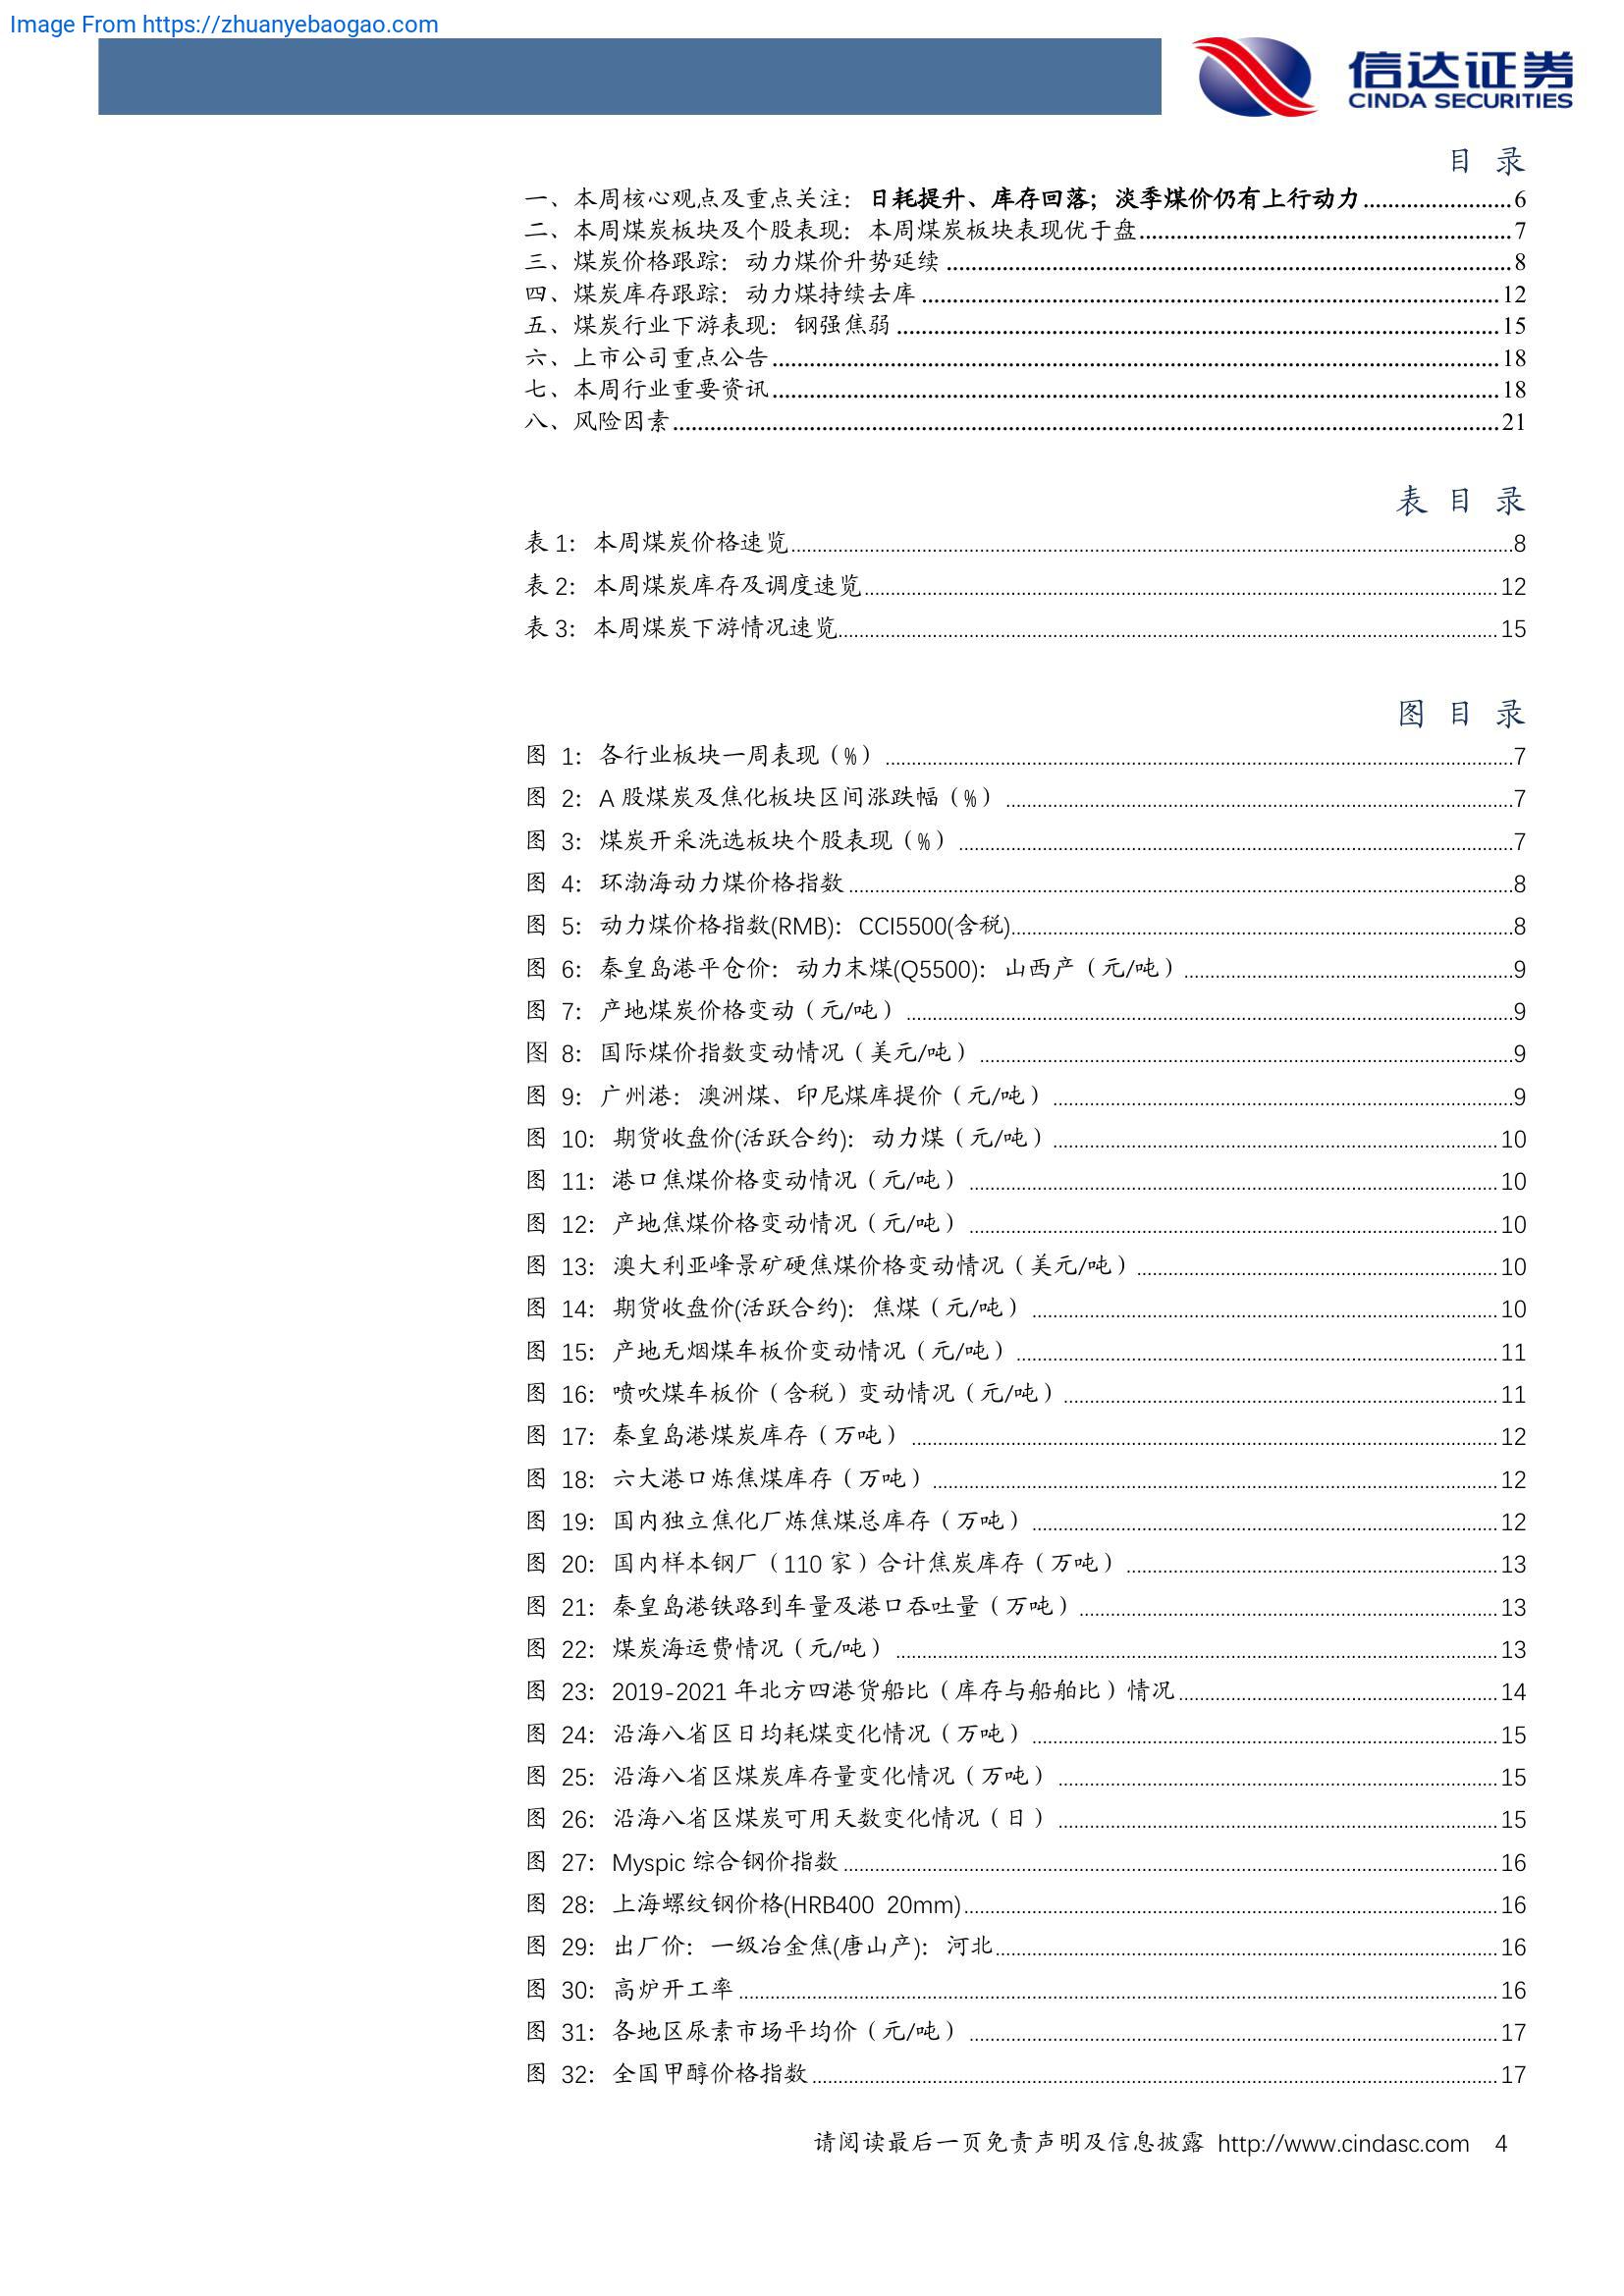 Image From https://zhuanyebaogao.com
信达证券
CINDA SECURITIES
目 录
一、本周核心观点及重点关注：日耗提升、库存回落；淡季煤价仍有上行动力........................6
二、本周煤炭板块及个股表现：本周煤炭板块表现优于盘........................7
三、煤炭价格跟踪：动力煤价升势延续........................8
四、煤炭库存跟踪：动力煤持续去库........................12
五、煤炭行业下游表现：钢强焦弱........................15
六、上市公司重点公告........................18
七、本周行业重要资讯........................18
八、风险因素........................21
表 目 录
表 1：本周煤炭价格速览........................8
表 2：本周煤炭库存及调度速览........................12
表 3：本周煤炭下游情况速览........................15
图 目 录
图 1：各行业板块一周表现（%）........................7
图 2：A 股煤炭及焦化板块区间涨跌幅（%）........................7
图 3：煤炭开采洗选板块个股表现（%）........................7
图 4：环渤海动力煤价格指数........................8
图 5：动力煤价格指数(RMB)：CCI5500(含税)........................8
图 6：秦皇岛港平仓价：动力末煤(Q5500)：山西产（元/吨）........................9
图 7：产地煤炭价格变动（元/吨）........................9
图 8：国际煤价指数变动情况（美元/吨）........................9
图 9：广州港：澳洲煤、印尼煤库提价（元/吨）........................9
图 10：期货收盘价(活跃合约)：动力煤（元/吨）........................10
图 11：港口焦煤价格变动情况（元/吨）........................10
图 12：产地焦煤价格变动情况（元/吨）........................10
图 13：澳大利亚峰景矿硬焦煤价格变动情况（美元/吨）........................10
图 14：期货收盘价(活跃合约)：焦煤（元/吨）........................10
图 15：产地无烟煤车板价变动情况（元/吨）........................11
图 16：喷吹煤车板价（含税）变动情况（元/吨）........................11
图 17：秦皇岛港煤炭库存（万吨）........................12
图 18：六大港口炼焦煤库存（万吨）........................12
图 19：国内独立焦化厂炼焦煤总库存（万吨）........................12
图 20：国内样本钢厂（110 家）合计焦炭库存（万吨）........................13
图 21：秦皇岛港铁路到车量及港口吞吐量（万吨）........................13
图 22：煤炭海运费情况（元/吨）........................13
图 23：2019-2021 年北方四港货船比（库存与船舶比）情况........................14
图 24：沿海八省区日均耗煤变化情况（万吨）........................15
图 25：沿海八省区煤炭库存量变化情况（万吨）........................15
图 26：沿海八省区煤炭可用天数变化情况（日）........................15
图 27：Myspic 综合钢价指数........................16
图 28：上海螺纹钢价格(HRB400 20mm)........................16
图 29：出厂价：一级冶金焦(唐山产)：河北........................16
图 30：高炉开工率........................16
图 31：各地区尿素市场平均价（元/吨）........................17
图 32：全国甲醇价格指数........................17
请阅读最后一页免责声明及信息披露 http://www.cindasc.com 4